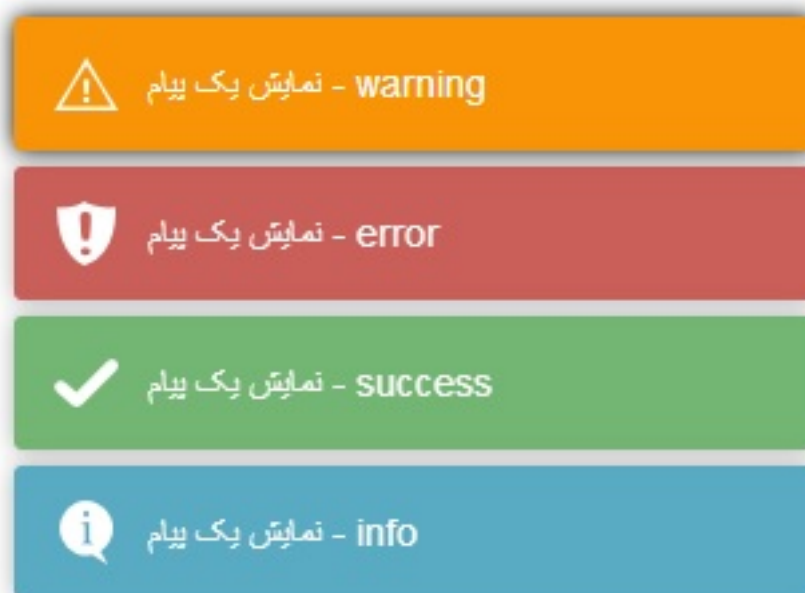 نمایش یک پیام - warning
نمایش یک پیام - error
نمایش یک پیام - success
نمایش یک پیام - info